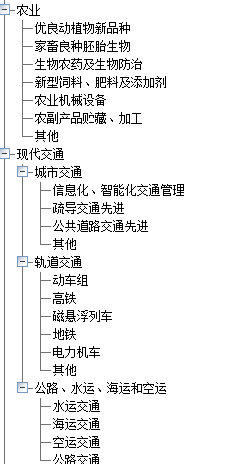 农业
优良动植物新品种
家畜良种胚胎生物
生物农药及生物防治
新型饲料、肥料及添加剂
农业机械设备
农副产品贮藏、加工
其他
现代交通
城市交通
信息化、智能化交通管理
疏导交通先进
公共道路交通先进
其他
轨道交通
动车组
高铁
磁悬浮列车
地铁
电力机车
其他
公路、水运、海运和空运
水运交通
海运交通
空运交通
公路交通